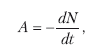 A = − dN/dt ,